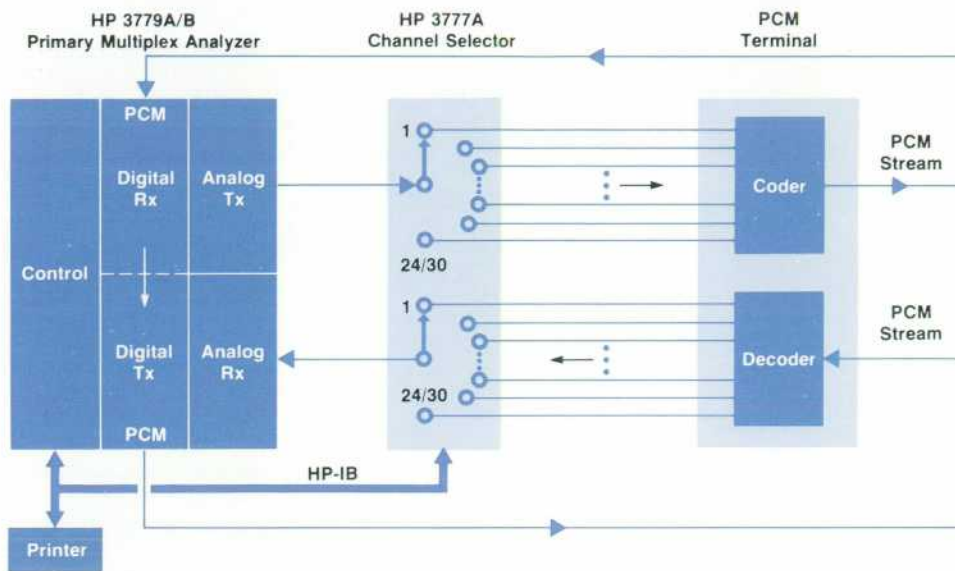 HP 3779A/B
Primary Multiplex Analyzer
HP 3777A
Channel Selector
PCM
Terminal
PCM
Digital
Rx
Analog
Tx
Control
Digital
Tx
Analog
Rx
PCM
1
24/30
1
24/30
Coder
PCM
Stream
Decoder
PCM
Stream
HP-IB
Printer